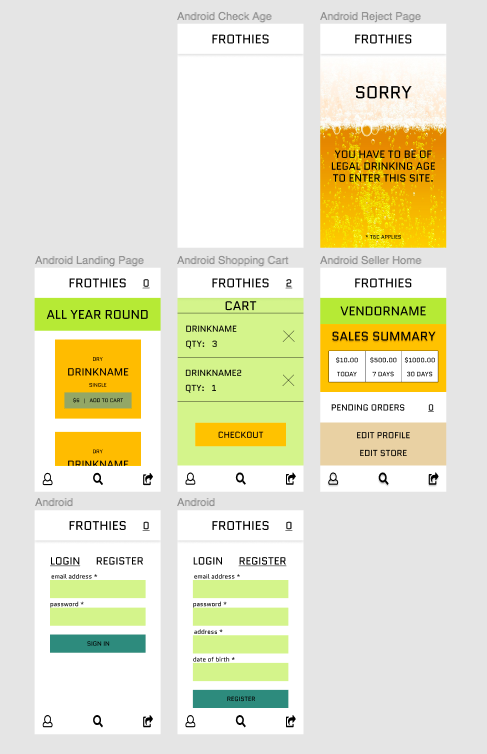 Android Check Age
FROTHIES
Android Reject Page
FROTHIES
SORRY
YOU HAVE TO BE OF
LEGAL DRINKING AGE
TO ENTER THIS SITE.
* T&C APPLIES
Android Landing Page
FROTHIES 0
ALL YEAR ROUND
DRY
DRINKNAME
SINGLE
$6 | ADD TO CART
DRY
DRINKNAME
Android Shopping Cart
FROTHIES 2
CART
DRINKNAME
QTY: 3
DRINKNAME2
QTY: 1
CHECKOUT
Android Seller Home
FROTHIES
VENDORNAME
SALES SUMMARY
$10.00 $500.00 $1000.00
TODAY 7 DAYS 30 DAYS
PENDING ORDERS 0
EDIT PROFILE
EDIT STORE
Android
FROTHIES 0
LOGIN REGISTER
email address *
password *
SIGN IN
Android
FROTHIES 0
LOGIN REGISTER
email address *
password *
address *
date of birth *
REGISTER